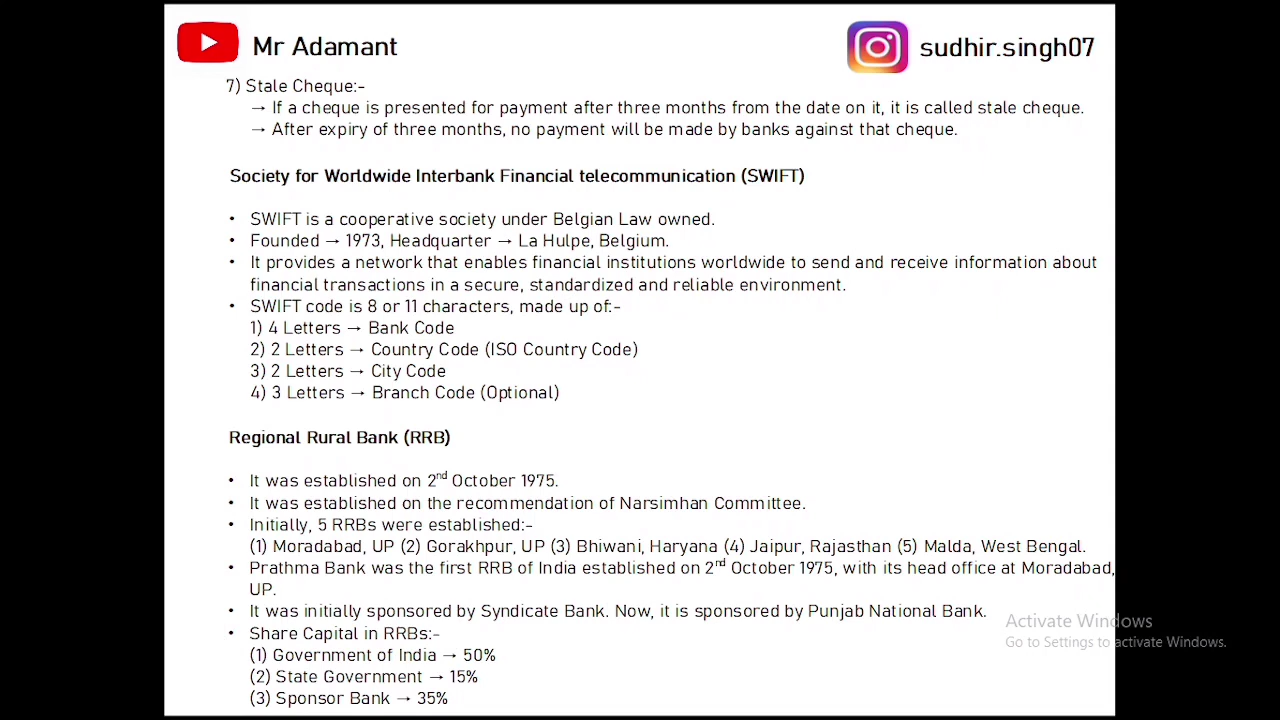 Mr Adamant
sudhir.singh07
7) Stale Cheque:-
→ If a cheque is presented for payment after three months from the date on it, it is called stale cheque.
→ After expiry of three months, no payment will be made by banks against that cheque.
Society for Worldwide Interbank Financial telecommunication (SWIFT)
• SWIFT is a cooperative society under Belgian Law owned.
• Founded → 1973, Headquarter → La Hulpe, Belgium.
• It provides a network that enables financial institutions worldwide to send and receive information about
financial transactions in a secure, standardized and reliable environment.
• SWIFT code is 8 or 11 characters, made up of:-
1) 4 Letters → Bank Code
2) 2 Letters → Country Code (ISO Country Code)
3) 2 Letters → City Code
4) 3 Letters → Branch Code (Optional)
Regional Rural Bank (RRB)
• It was established on 2nd October 1975.
• It was established on the recommendation of Narsimhan Committee.
• Initially, 5 RRBs were established:-
(1) Moradabad, UP (2) Gorakhpur, UP (3) Bhiwani, Haryana (4) Jaipur, Rajasthan (5) Malda, West Bengal.
• Prathma Bank was the first RRB of India established on 2nd October 1975, with its head office at Moradabad,
UP.
• It was initially sponsored by Syndicate Bank. Now, it is sponsored by Punjab National Bank.
• Share Capital in RRBs:-
(1) Government of India → 50%
(2) State Government → 15%
(3) Sponsor Bank → 35%
Activate Windows
Go to Settings to activate Windows.